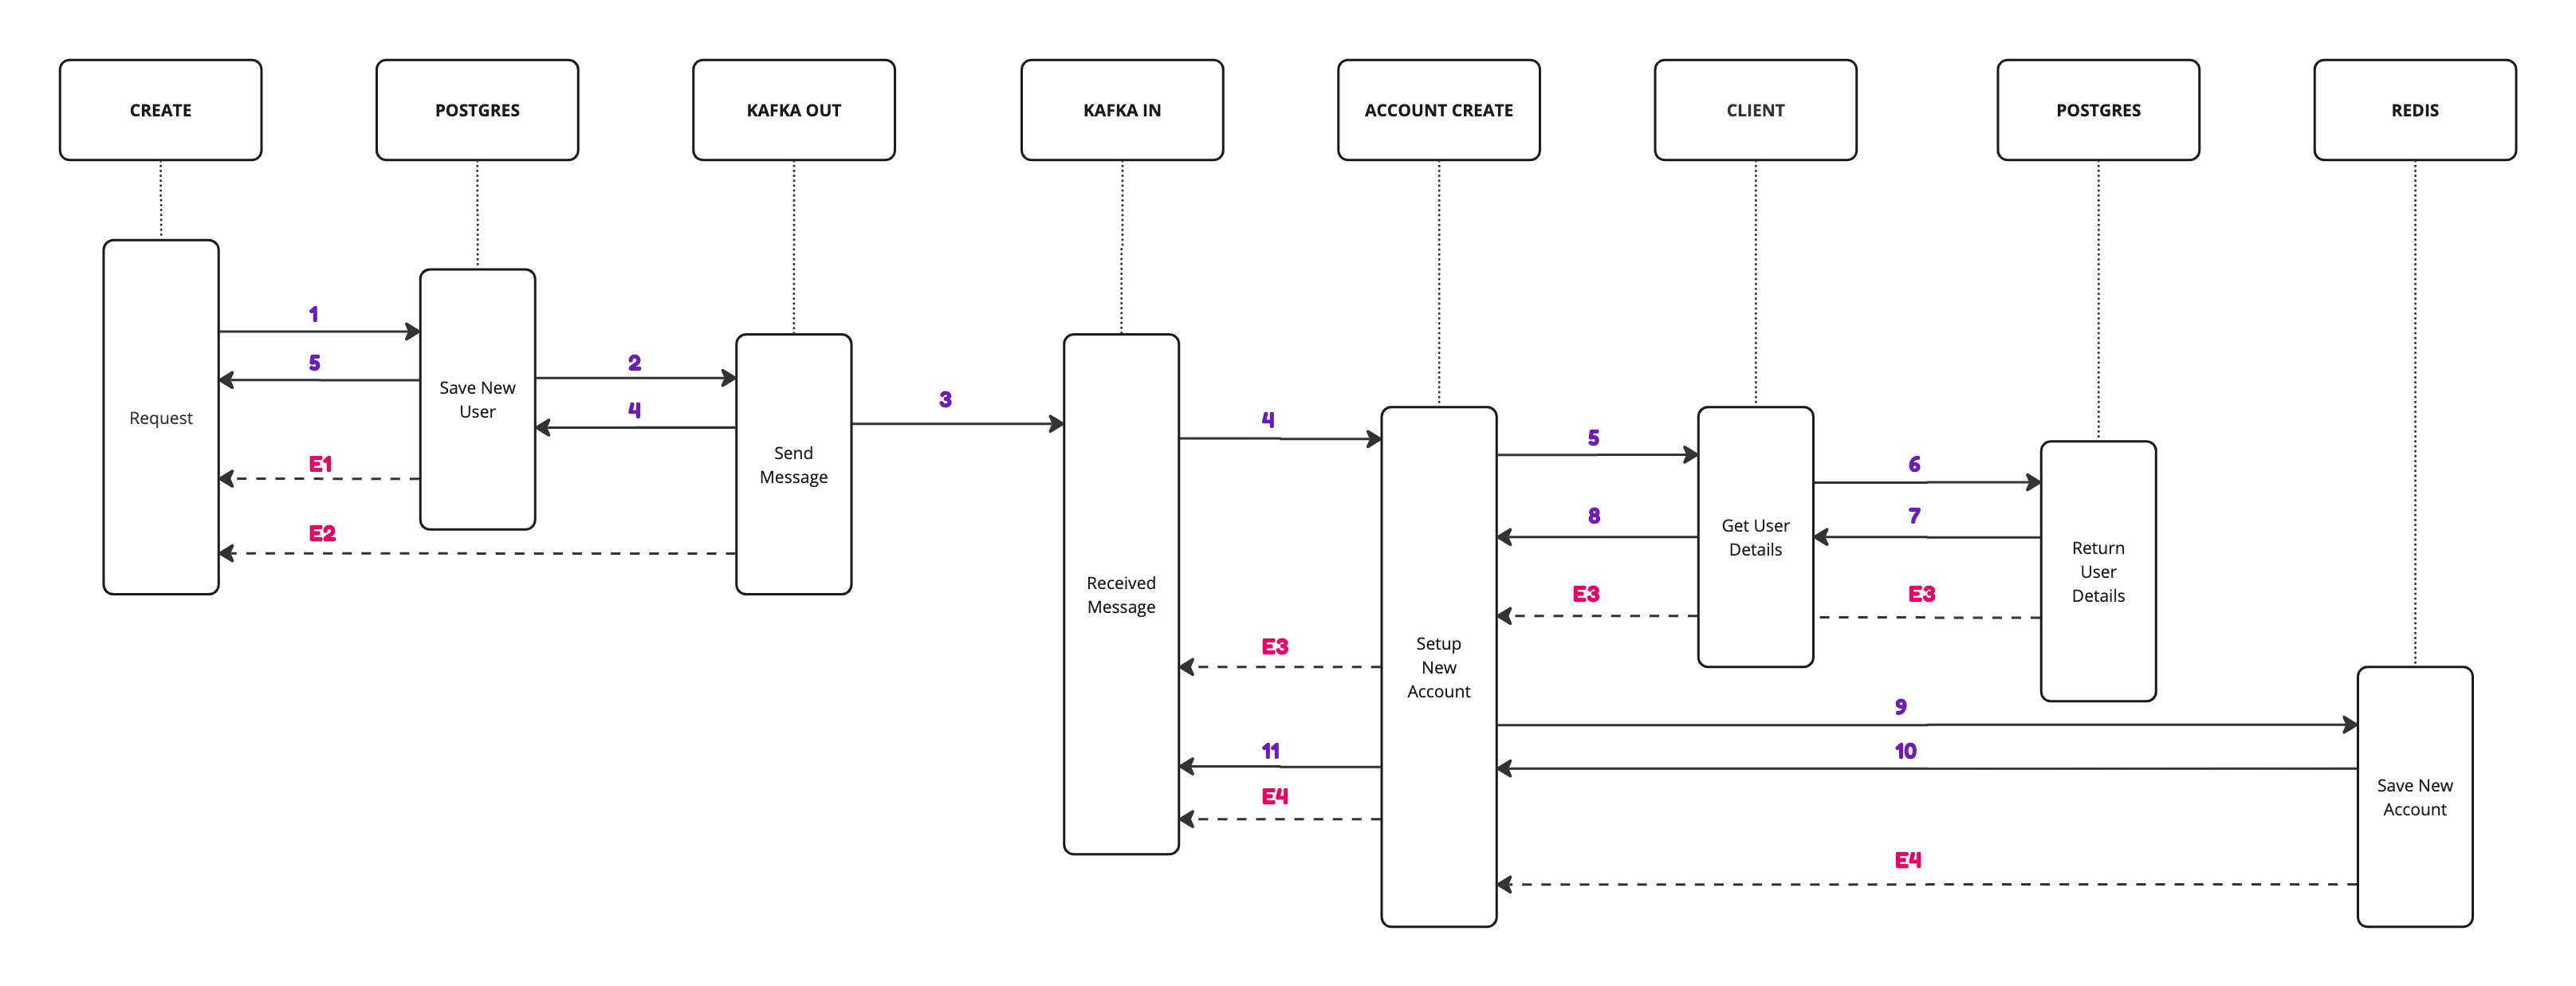 CREATE
POSTGRES
KAFKA OUT
KAFKA IN
ACCOUNT CREATE
CLIENT
POSTGRES
REDIS
1
5
2
4
3
4
5
6
8
7
E1
E2
E3
E3
E3
9
11
10
E4
E4
Request
Save New
User
Send
Message
Received
Message
Setup
New
Account
Get User
Details
Return
User
Details
Save New
Account